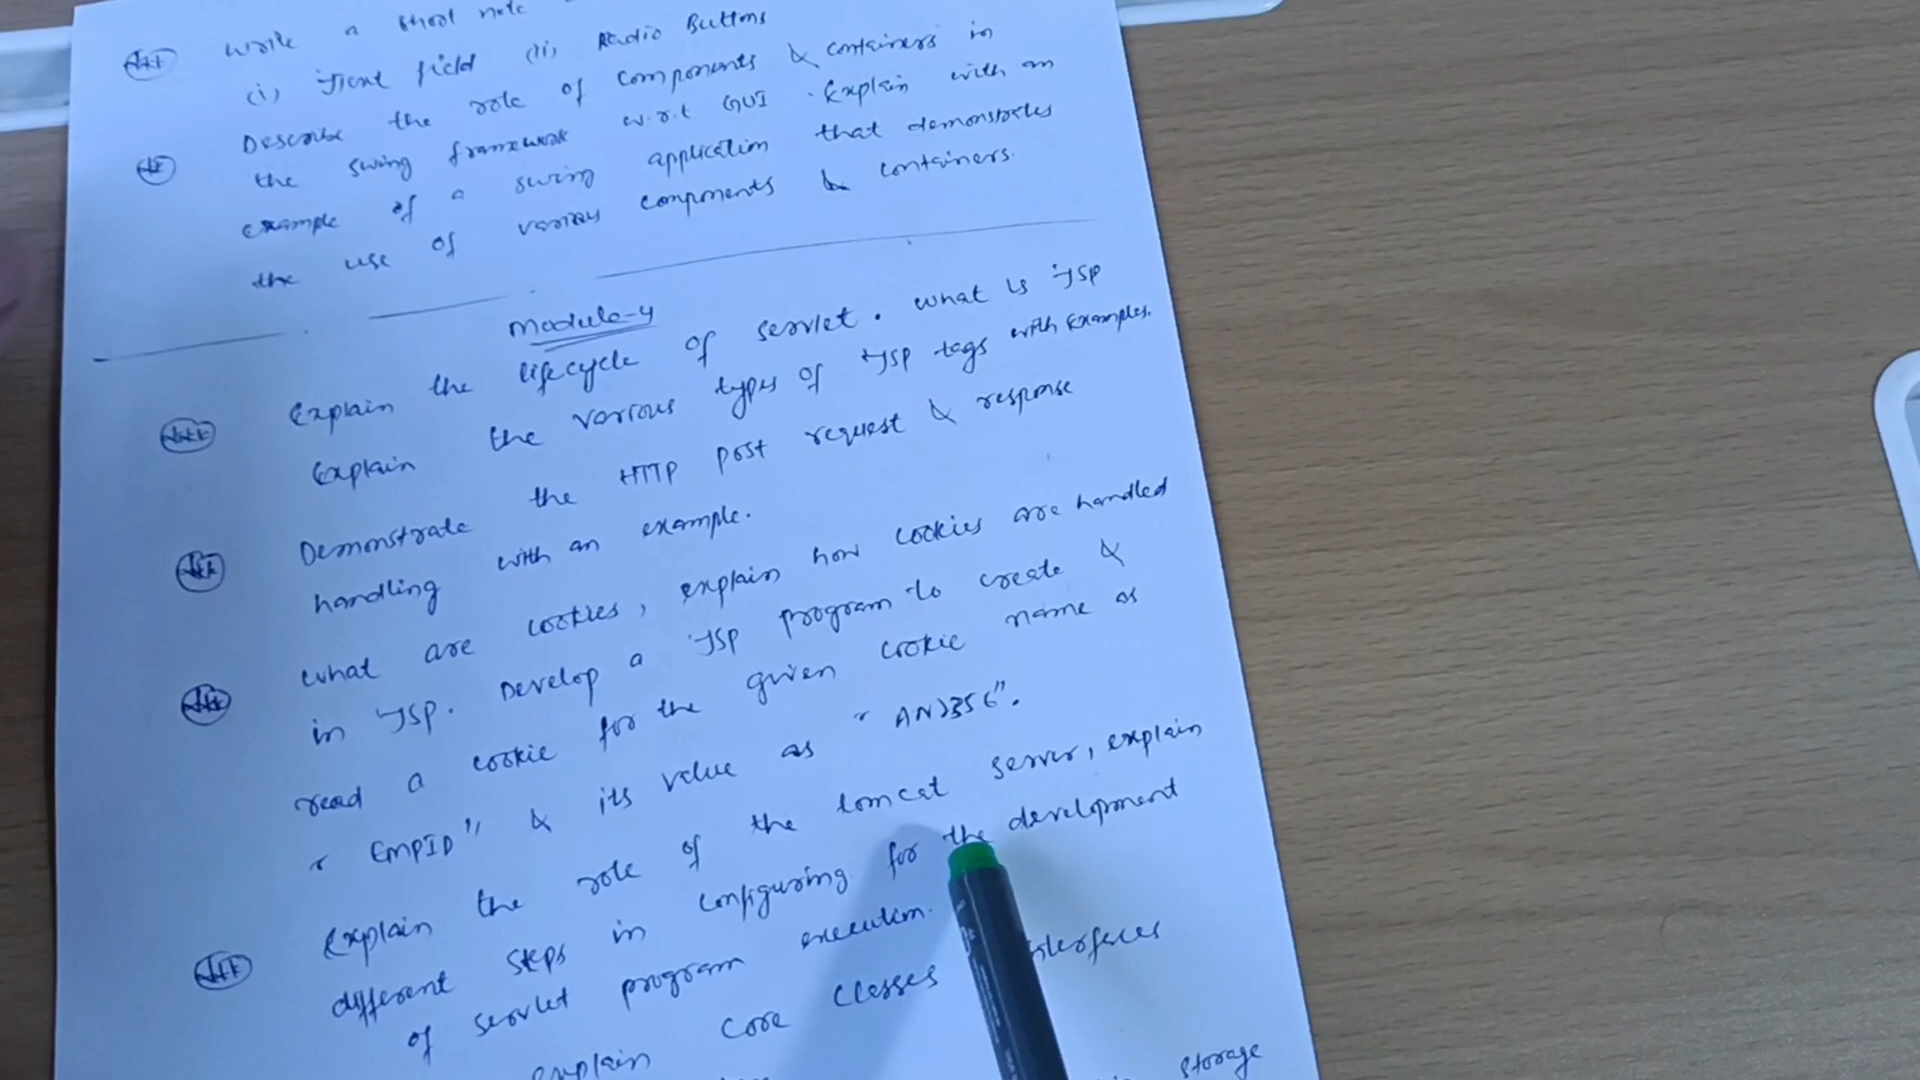 write a short note
(i) Text field (ii) Radio Buttons
Describe the role of components & containers in
the swing framework w.r.t GUI. Explain with an
example of a swing application that demonstrates
the use of various components & containers.
Module-4
Explain the lifecycle of servlet. what is JSP
Explain the various types of JSP tags with Examples.
Demonstrate the HTTP post request & response
handling with an example.
what are cookies, explain how cookies are handled
in JSP. Develop a JSP program to create &
read a cookie for the given cookie name as
"EMPID" & its value as "AN2356".
Explain the role of the tomcat server, explain
different steps in configuring for the development
of servlet program execution.
explain core classes interfaces
storage